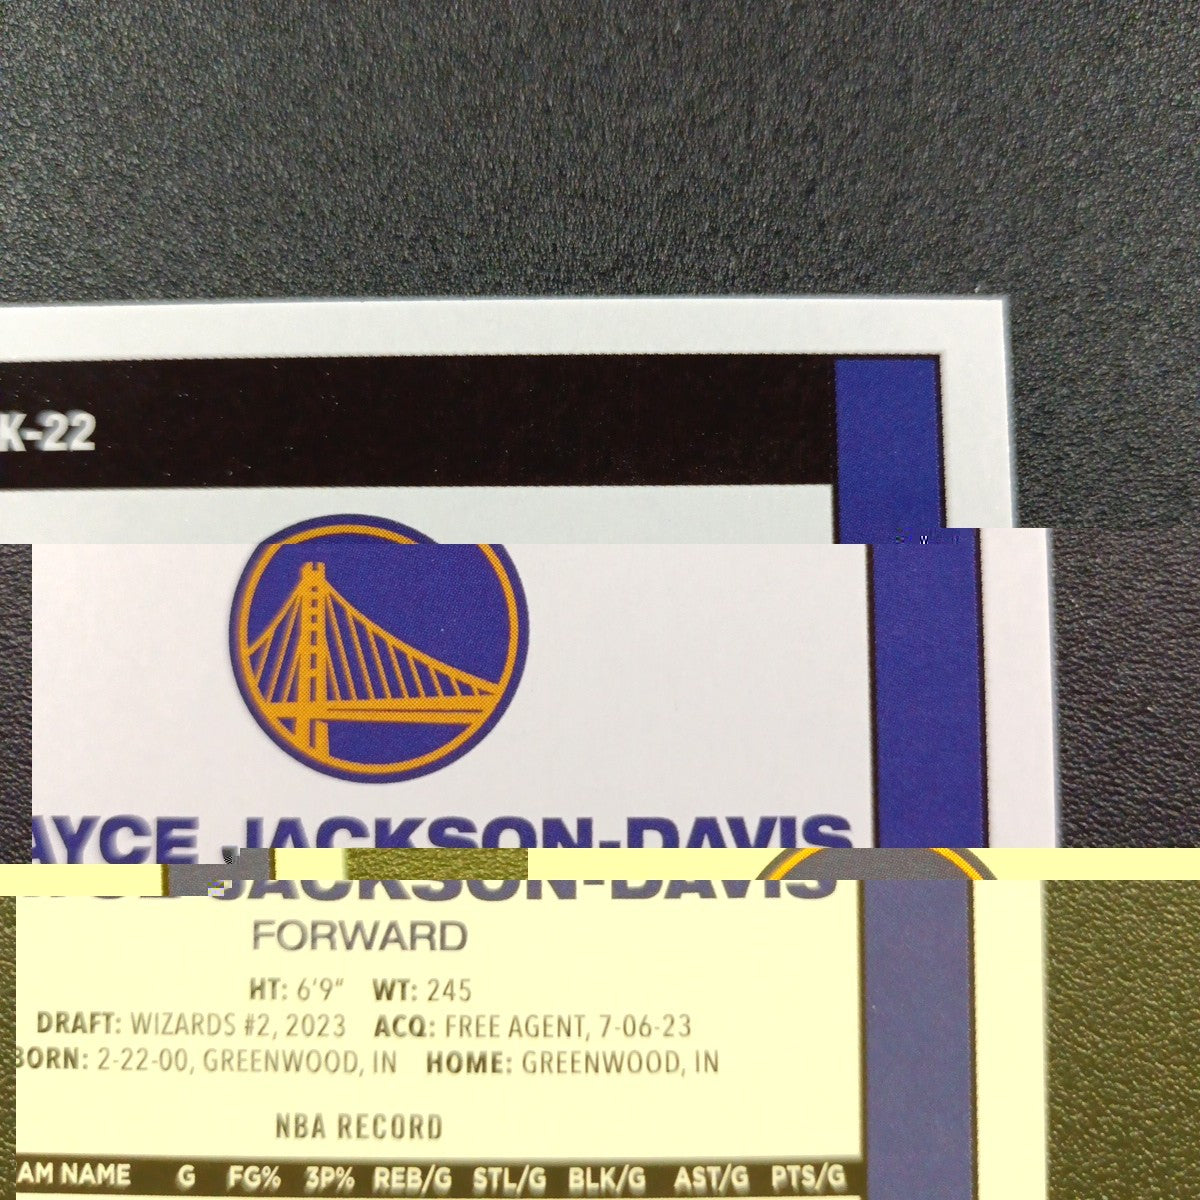 K-22
AYCE JACKSON-DAVIS
FORWARD
HT: 6'9" WT: 245
DRAFT: WIZARDS #2, 2023 ACQ: FREE AGENT, 7-06-23
BORN: 2-22-00, GREENWOOD, IN HOME: GREENWOOD, IN
NBA RECORD
AM NAME G FG% 3P% REB/G STL/G BLK/G AST/G PTS/G